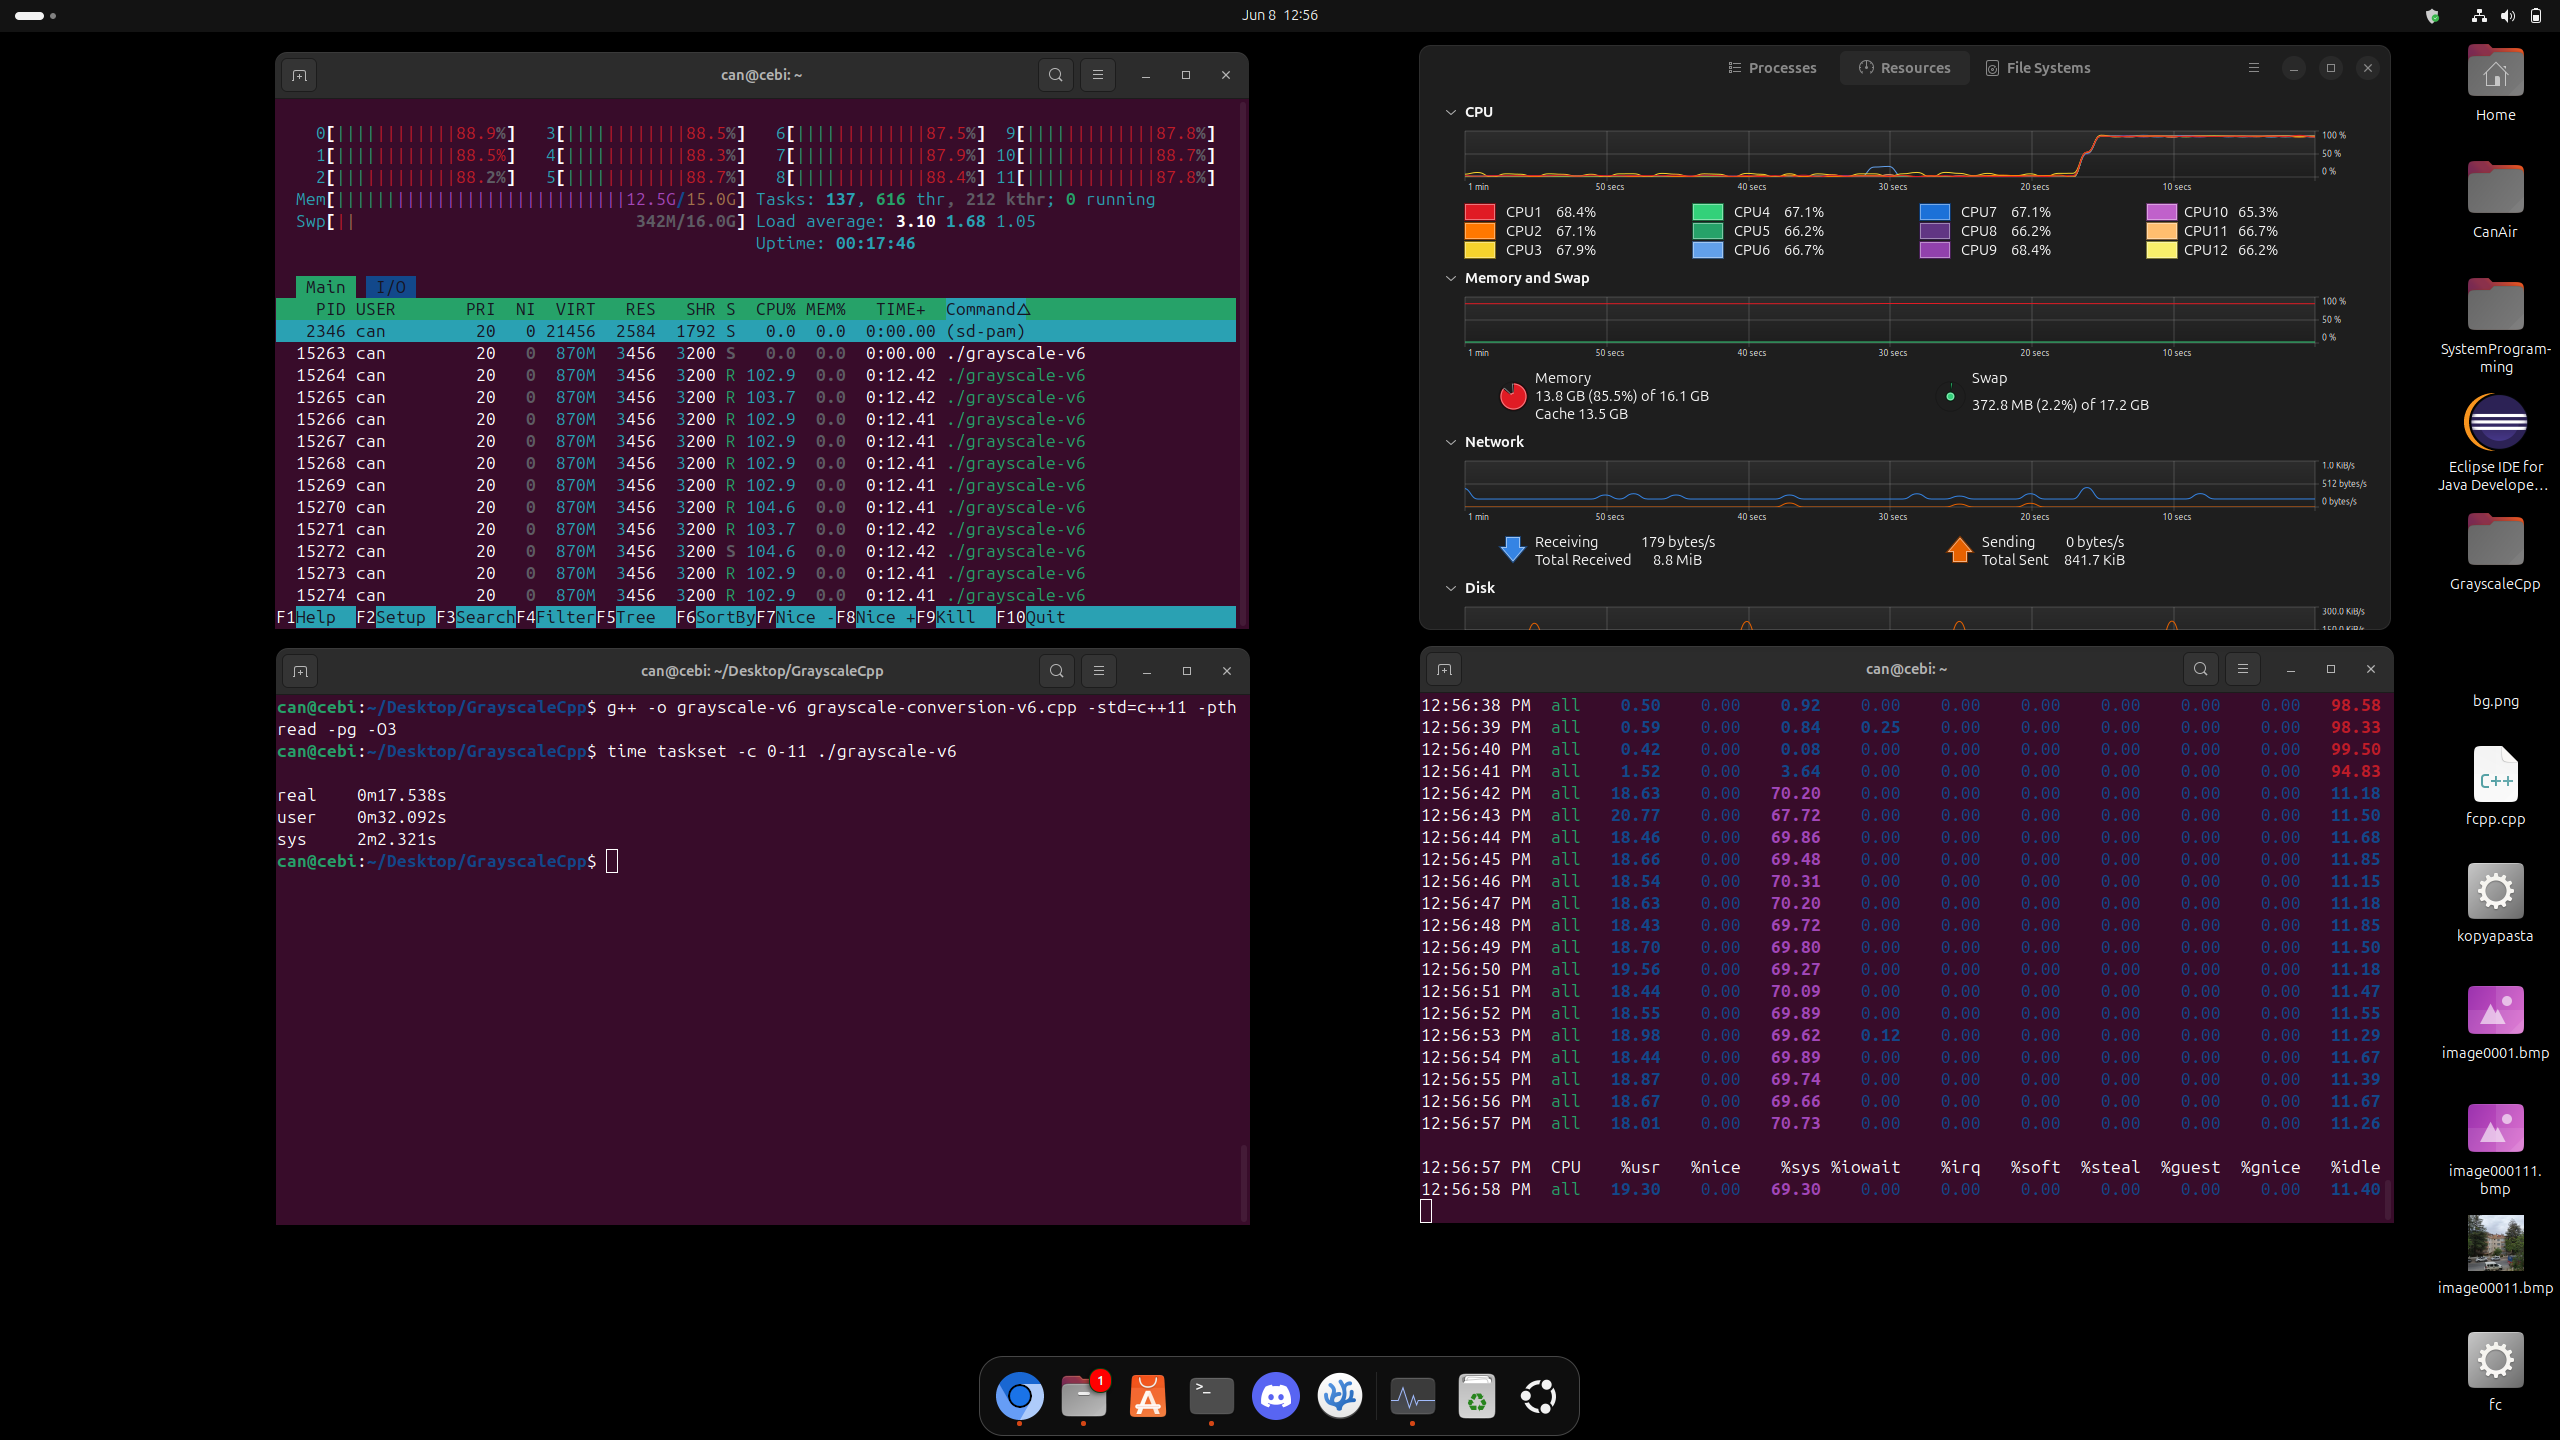 Jun 8 12:56
can@cebi: ~
0[||||||||||||88.9%] 3[||||||||||||88.5%] 6[|||||||||||||87.5%] 9[|||||||||||||87.8%]
1[||||||||||||88.5%] 4[||||||||||||88.3%] 7[|||||||||||||87.9%] 10[|||||||||||||88.7%]
2[||||||||||||88.2%] 5[||||||||||||88.7%] 8[|||||||||||||88.4%] 11[|||||||||||||87.8%]
Mem[|||||||||||||||||||||||||||||12.5G/15.0G] Tasks: 137, 616 thr, 212 kthr; 0 running
Swp[|| 342M/16.0G] Load average: 3.10 1.68 1.05
Uptime: 00:17:46
Main I/O
PID USER PRI NI VIRT RES SHR S CPU% MEM% TIME+ Command△
2346 can 20 0 21456 2584 1792 S 0.0 0.0 0:00.00 (sd-pam)
15263 can 20 0 870M 3456 3200 S 0.0 0.0 0:00.00 ./grayscale-v6
15264 can 20 0 870M 3456 3200 R 102.9 0.0 0:12.42 ./grayscale-v6
15265 can 20 0 870M 3456 3200 R 103.7 0.0 0:12.42 ./grayscale-v6
15266 can 20 0 870M 3456 3200 R 102.9 0.0 0:12.41 ./grayscale-v6
15267 can 20 0 870M 3456 3200 R 102.9 0.0 0:12.41 ./grayscale-v6
15268 can 20 0 870M 3456 3200 R 102.9 0.0 0:12.41 ./grayscale-v6
15269 can 20 0 870M 3456 3200 R 102.9 0.0 0:12.41 ./grayscale-v6
15270 can 20 0 870M 3456 3200 R 104.6 0.0 0:12.41 ./grayscale-v6
15271 can 20 0 870M 3456 3200 R 103.7 0.0 0:12.42 ./grayscale-v6
15272 can 20 0 870M 3456 3200 S 104.6 0.0 0:12.42 ./grayscale-v6
15273 can 20 0 870M 3456 3200 R 102.9 0.0 0:12.41 ./grayscale-v6
15274 can 20 0 870M 3456 3200 R 102.9 0.0 0:12.41 ./grayscale-v6
F1Help F2Setup F3SearchF4FilterF5Tree F6SortByF7Nice -F8Nice +F9Kill F10Quit
Processes Resources File Systems
CPU
100 %
50 %
0 %
1 min 50 secs 40 secs 30 secs 20 secs 10 secs
CPU1 68.4% CPU4 67.1% CPU7 67.1% CPU10 65.3%
CPU2 67.1% CPU5 66.2% CPU8 66.2% CPU11 66.7%
CPU3 67.9% CPU6 66.7% CPU9 68.4% CPU12 66.2%
Memory and Swap
100 %
50 %
0 %
1 min 50 secs 40 secs 30 secs 20 secs 10 secs
Memory
13.8 GB (85.5%) of 16.1 GB
Cache 13.5 GB
Swap
372.8 MB (2.2%) of 17.2 GB
Network
1.0 KiB/s
512 bytes/s
0 bytes/s
1 min 50 secs 40 secs 30 secs 20 secs 10 secs
Receiving 179 bytes/s
Total Received 8.8 MiB
Sending 0 bytes/s
Total Sent 841.7 KiB
Disk
300.0 KiB/s
150.0 KiB/s
can@cebi: ~/Desktop/GrayscaleCpp
can@cebi:~/Desktop/GrayscaleCpp$ g++ -o grayscale-v6 grayscale-conversion-v6.cpp -std=c++11 -pth
read -pg -O3
can@cebi:~/Desktop/GrayscaleCpp$ time taskset -c 0-11 ./grayscale-v6
real 0m17.538s
user 0m32.092s
sys 2m2.321s
can@cebi:~/Desktop/GrayscaleCpp$
can@cebi: ~
12:56:38 PM all 0.50 0.00 0.92 0.00 0.00 0.00 0.00 0.00 0.00 98.58
12:56:39 PM all 0.59 0.00 0.84 0.25 0.00 0.00 0.00 0.00 0.00 98.33
12:56:40 PM all 0.42 0.00 0.08 0.00 0.00 0.00 0.00 0.00 0.00 99.50
12:56:41 PM all 1.52 0.00 3.64 0.00 0.00 0.00 0.00 0.00 0.00 94.83
12:56:42 PM all 18.63 0.00 70.20 0.00 0.00 0.00 0.00 0.00 0.00 11.18
12:56:43 PM all 20.77 0.00 67.72 0.00 0.00 0.00 0.00 0.00 0.00 11.50
12:56:44 PM all 18.46 0.00 69.86 0.00 0.00 0.00 0.00 0.00 0.00 11.68
12:56:45 PM all 18.66 0.00 69.48 0.00 0.00 0.00 0.00 0.00 0.00 11.85
12:56:46 PM all 18.54 0.00 70.31 0.00 0.00 0.00 0.00 0.00 0.00 11.15
12:56:47 PM all 18.63 0.00 70.20 0.00 0.00 0.00 0.00 0.00 0.00 11.18
12:56:48 PM all 18.43 0.00 69.72 0.00 0.00 0.00 0.00 0.00 0.00 11.85
12:56:49 PM all 18.70 0.00 69.80 0.00 0.00 0.00 0.00 0.00 0.00 11.50
12:56:50 PM all 19.56 0.00 69.27 0.00 0.00 0.00 0.00 0.00 0.00 11.18
12:56:51 PM all 18.44 0.00 70.09 0.00 0.00 0.00 0.00 0.00 0.00 11.47
12:56:52 PM all 18.55 0.00 69.89 0.00 0.00 0.00 0.00 0.00 0.00 11.55
12:56:53 PM all 18.98 0.00 69.62 0.12 0.00 0.00 0.00 0.00 0.00 11.29
12:56:54 PM all 18.44 0.00 69.89 0.00 0.00 0.00 0.00 0.00 0.00 11.67
12:56:55 PM all 18.87 0.00 69.74 0.00 0.00 0.00 0.00 0.00 0.00 11.39
12:56:56 PM all 18.67 0.00 69.66 0.00 0.00 0.00 0.00 0.00 0.00 11.67
12:56:57 PM all 18.01 0.00 70.73 0.00 0.00 0.00 0.00 0.00 0.00 11.26
12:56:57 PM CPU %usr %nice %sys %iowait %irq %soft %steal %guest %gnice %idle
12:56:58 PM all 19.30 0.00 69.30 0.00 0.00 0.00 0.00 0.00 0.00 11.40
Home
CanAir
SystemProgram-
ming
Eclipse IDE for
Java Develope...
GrayscaleCpp
bg.png
C++
fcpp.cpp
kopyapasta
image0001.bmp
image000111.
bmp
image00011.bmp
fc
1